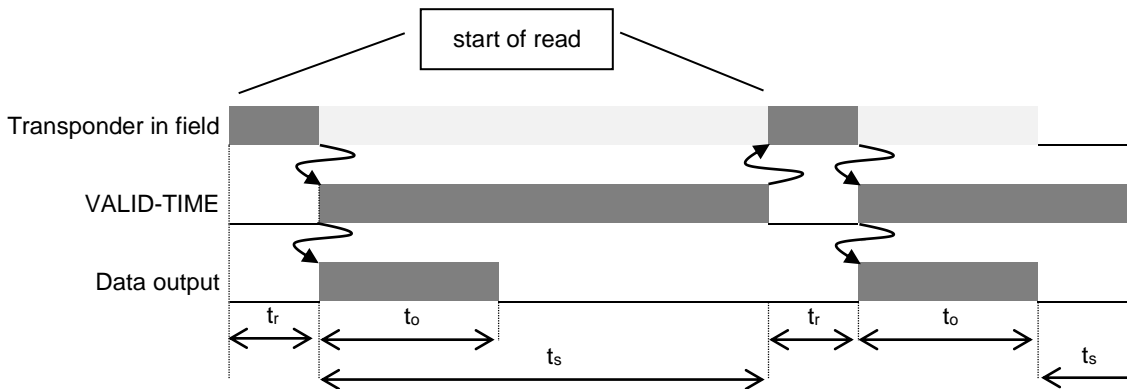 start of read
Transponder in field
VALID-TIME
Data output
tr
to
tr
to
ts
ts